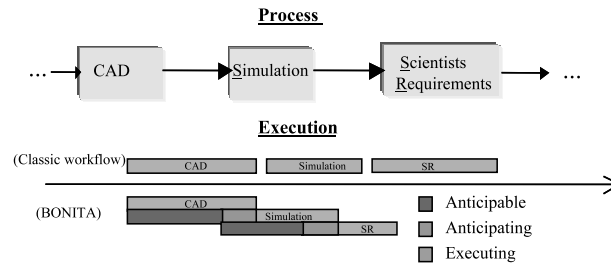 Process
... CAD Simulation Scientists Requirements ...
Execution
(Classic workflow) CAD Simulation SR
(BONITA) CAD
Simulation
SR
Anticipable
Anticipating
Executing